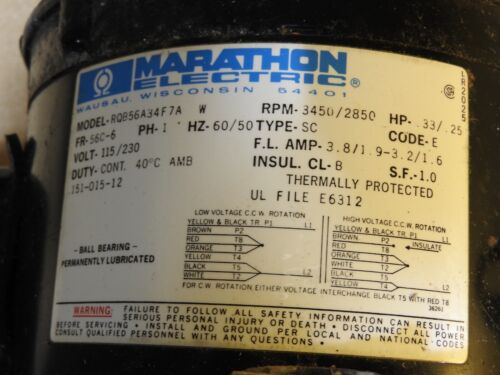 MARATHON
ELECTRIC®
WAUSAU, WISCONSIN 54401
LR2025
MODEL-RQB56A34F7A W
RPM-3450/2850 HP- .33/.25
FR-56C-6 PH-1 HZ-60/50 TYPE-SC CODE-E
VOLT-115/230 F.L. AMP-3.8/1.9-3.2/1.6
DUTY-CONT. 40°C AMB INSUL. CL-B S.F.-1.0
151-015-12 THERMALLY PROTECTED
UL FILE E6312
- BALL BEARING -
PERMANENTLY LUBRICATED
LOW VOLTAGE C.C.W. ROTATION
YELLOW & BLACK TR. P1 L1
BROWN P2
RED T8
ORANGE T3
YELLOW T4
BLACK T5 L2
WHITE T2
HIGH VOLTAGE C.C.W. ROTATION
YELLOW & BLACK TR P1 L1
BROWN P2 INSULATE
RED T8
ORANGE T3
WHITE T2
YELLOW T4
BLACK T5 L2
FOR C.W. ROTATION, EITHER VOLTAGE INTERCHANGE BLACK T5 WITH RED T8
WARNING: FAILURE TO FOLLOW ALL SAFETY INFORMATION CAN RESULT IN
SERIOUS PERSONAL INJURY OR DEATH • DISCONNECT ALL POWER
BEFORE SERVICING • INSTALL AND GROUND PER LOCAL AND NATIONAL CODES
CONSULT QUALIFIED PERSONNEL WITH ANY QUESTIONS OR